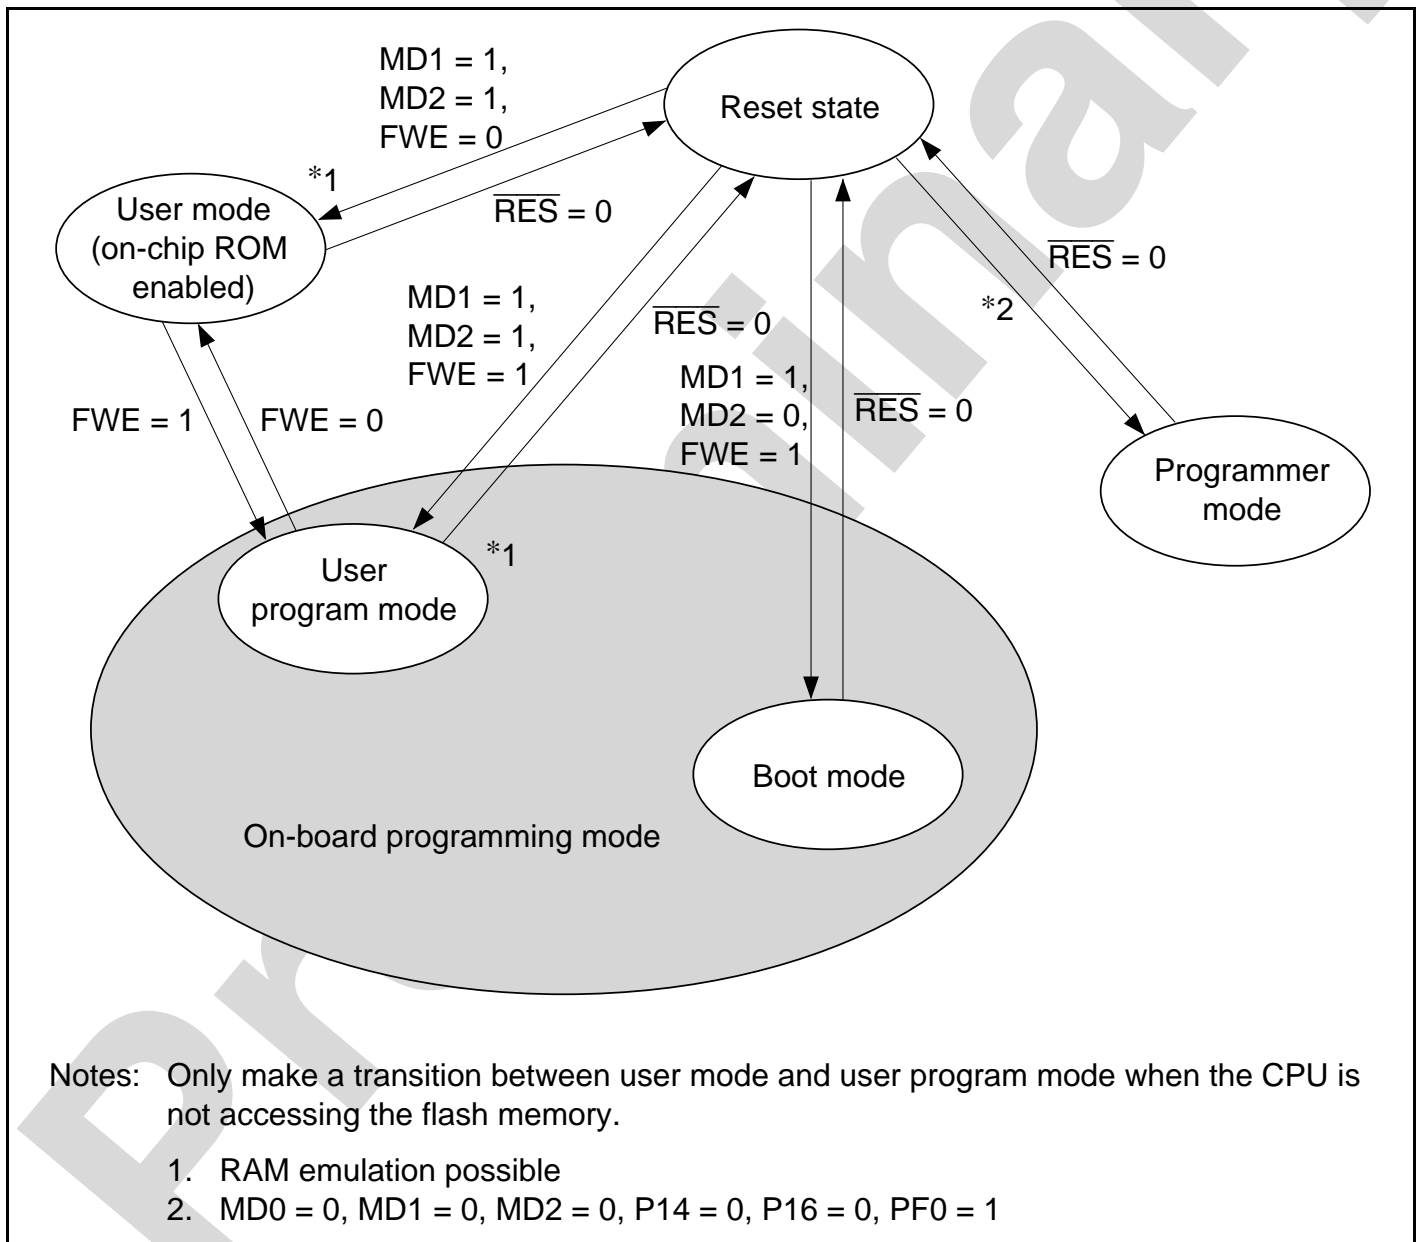 MD1 = 1,
MD2 = 1,
FWE = 0
Reset state
*1
User mode
(on-chip ROM
enabled)
R̅E̅S̅ = 0
R̅E̅S̅ = 0
*2
MD1 = 1,
MD2 = 1,
FWE = 1
R̅E̅S̅ = 0
MD1 = 1,
MD2 = 0,
FWE = 1
R̅E̅S̅ = 0
FWE = 1
FWE = 0
Programmer
mode
User
program mode
*1
Boot mode
On-board programming mode
Notes: Only make a transition between user mode and user program mode when the CPU is
not accessing the flash memory.
1. RAM emulation possible
2. MD0 = 0, MD1 = 0, MD2 = 0, P14 = 0, P16 = 0, PF0 = 1